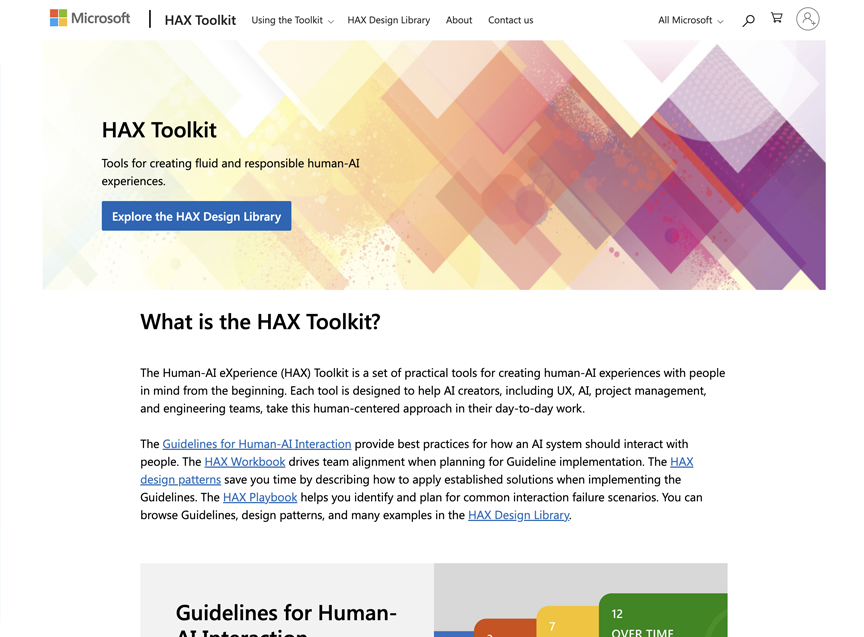 Microsoft
HAX Toolkit
Using the Toolkit
HAX Design Library
About
Contact us
All Microsoft
HAX Toolkit
Tools for creating fluid and responsible human-AI
experiences.
Explore the HAX Design Library
What is the HAX Toolkit?
The Human-AI eXperience (HAX) Toolkit is a set of practical tools for creating human-AI experiences with people
in mind from the beginning. Each tool is designed to help AI creators, including UX, AI, project management,
and engineering teams, take this human-centered approach in their day-to-day work.
The Guidelines for Human-AI Interaction provide best practices for how an AI system should interact with
people. The HAX Workbook drives team alignment when planning for Guideline implementation. The HAX
design patterns save you time by describing how to apply established solutions when implementing the
Guidelines. The HAX Playbook helps you identify and plan for common interaction failure scenarios. You can
browse Guidelines, design patterns, and many examples in the HAX Design Library.
Guidelines for Human-
AI Interaction
7
12
OVER TIME